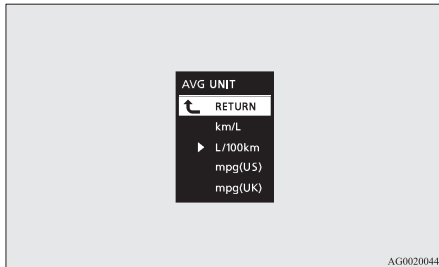 AVG UNIT
RETURN
km/L
L/100km
mpg(US)
mpg(UK)
AG0020044